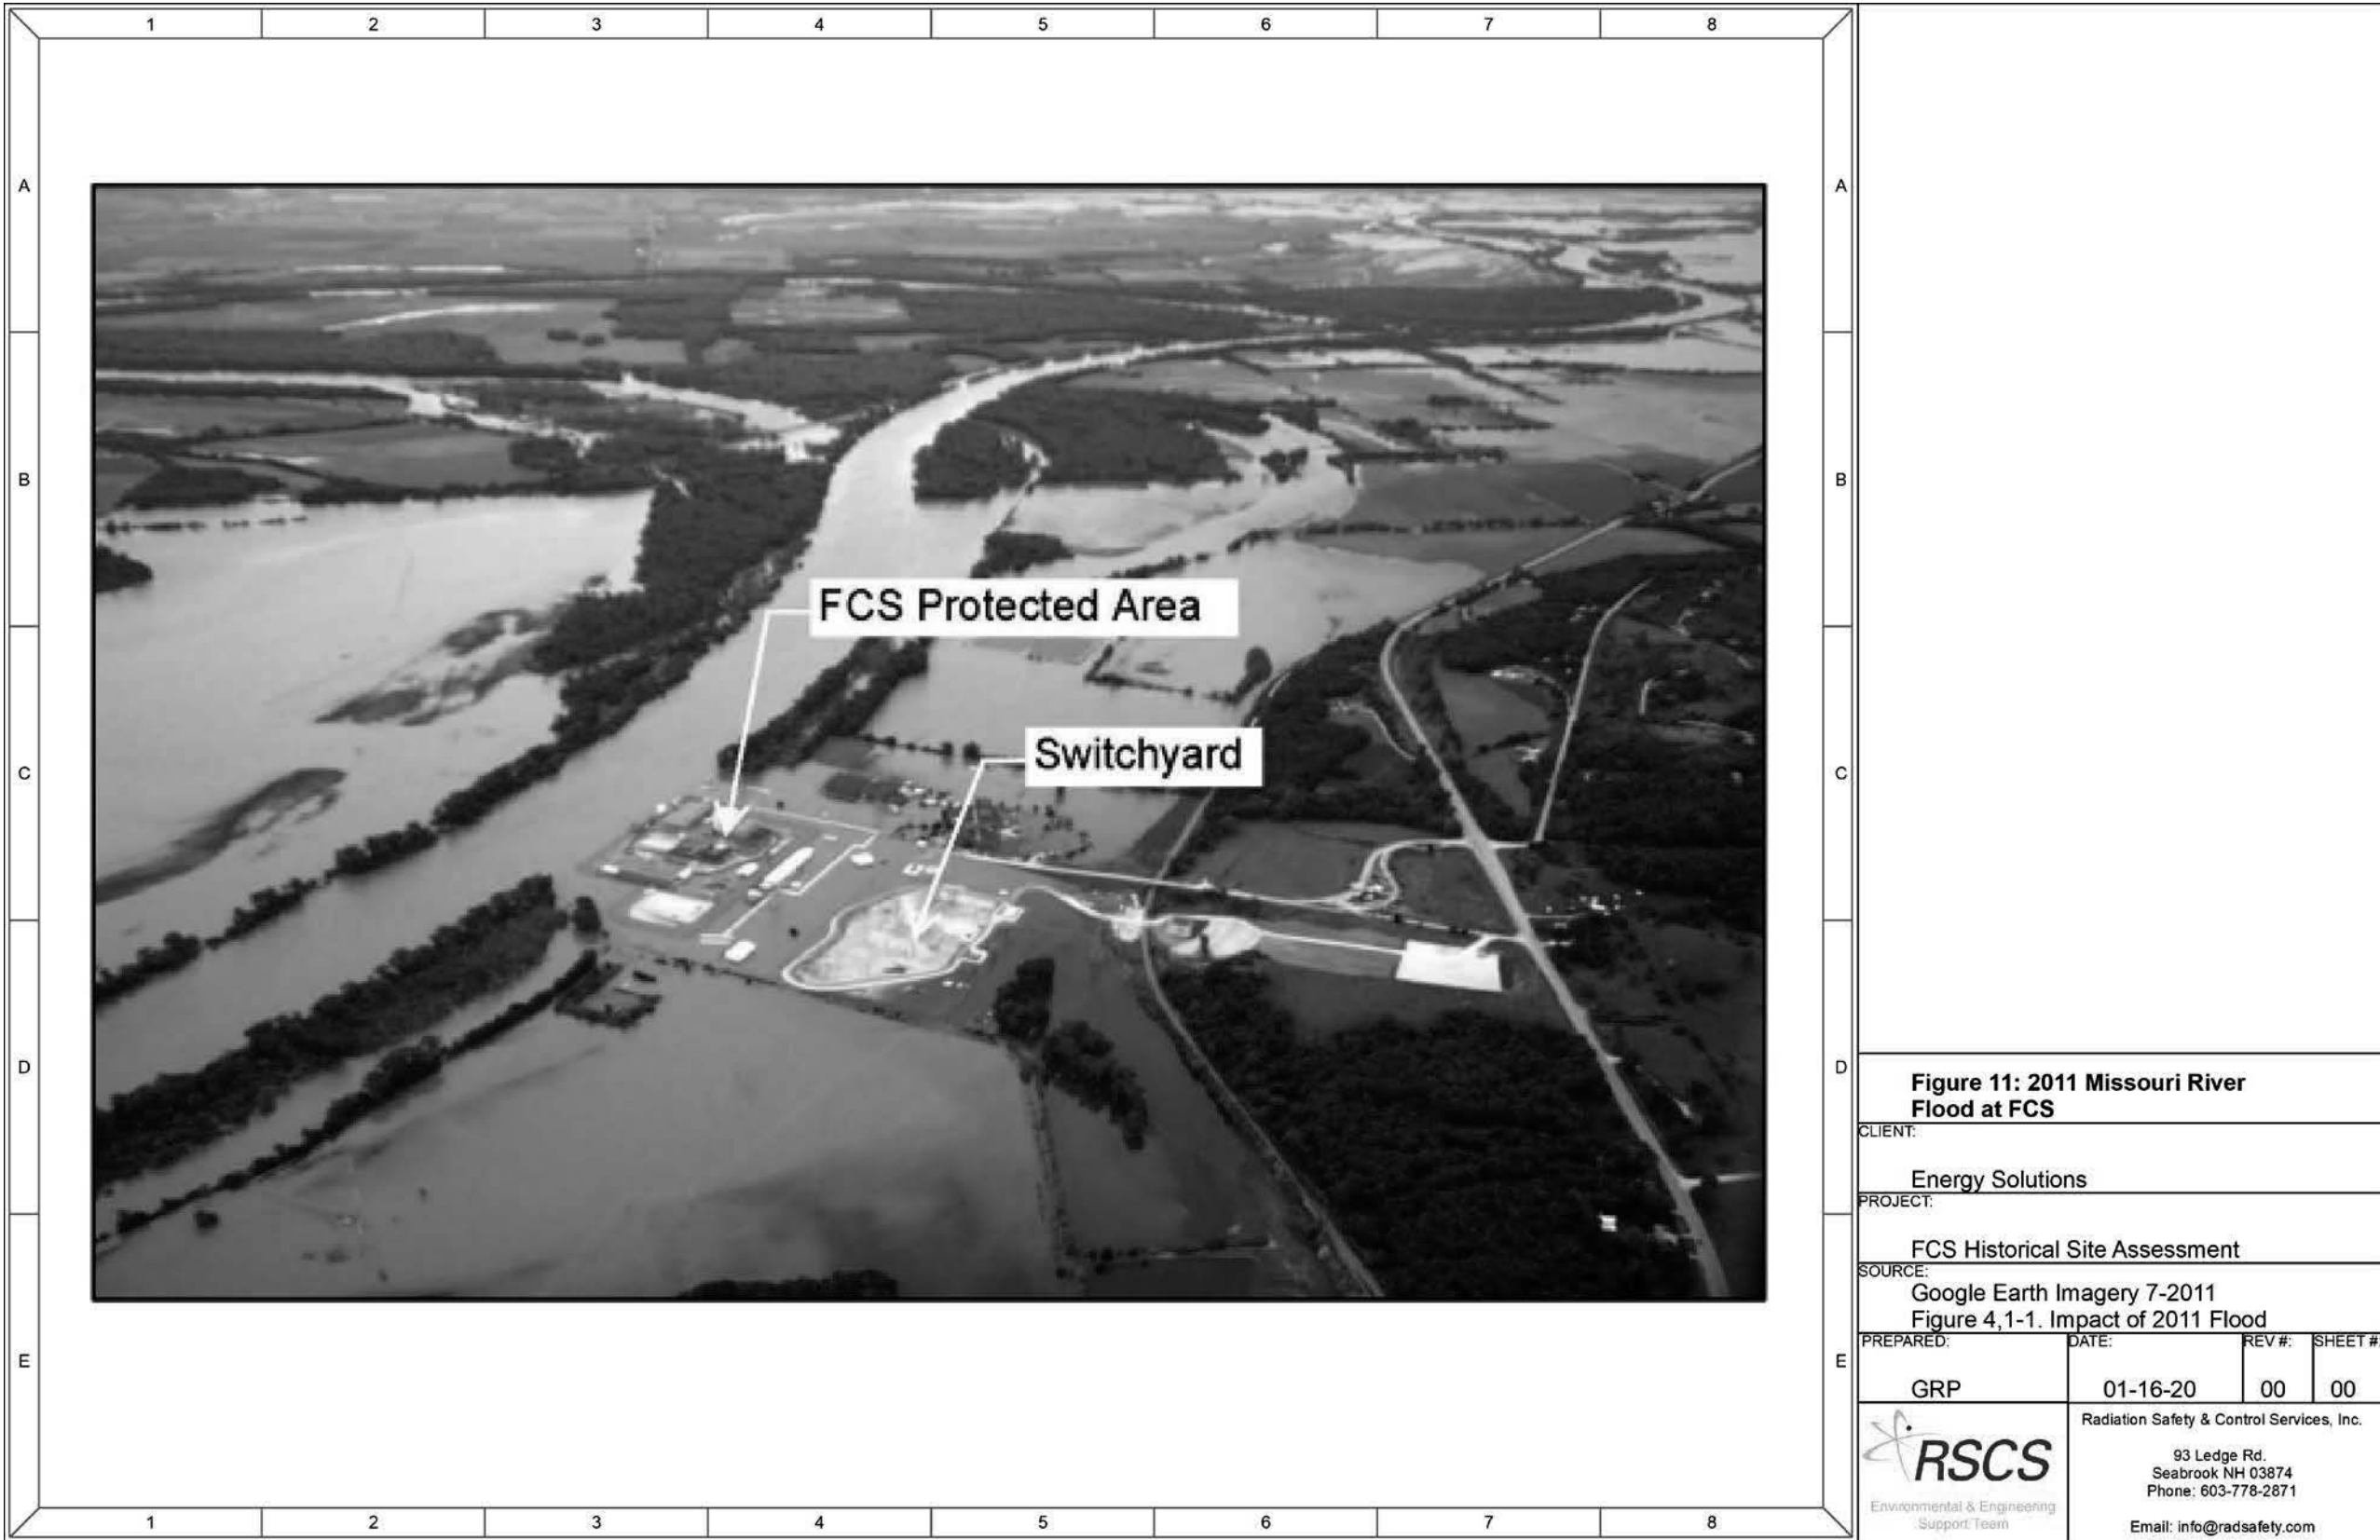 1 2 3 4 5 6 7 8
A A
B B
C C
D D
E E
FCS Protected Area
Switchyard
1 2 3 4 5 6 7 8
Figure 11: 2011 Missouri River
Flood at FCS
CLIENT:
Energy Solutions
PROJECT:
FCS Historical Site Assessment
SOURCE:
Google Earth Imagery 7-2011
Figure 4,1-1. Impact of 2011 Flood
PREPARED: DATE: REV #: SHEET #
GRP 01-16-20 00 00
RSCS
Environmental & Engineering
Support Team
Radiation Safety & Control Services, Inc.
93 Ledge Rd.
Seabrook NH 03874
Phone: 603-778-2871
Email: info@radsafety.com